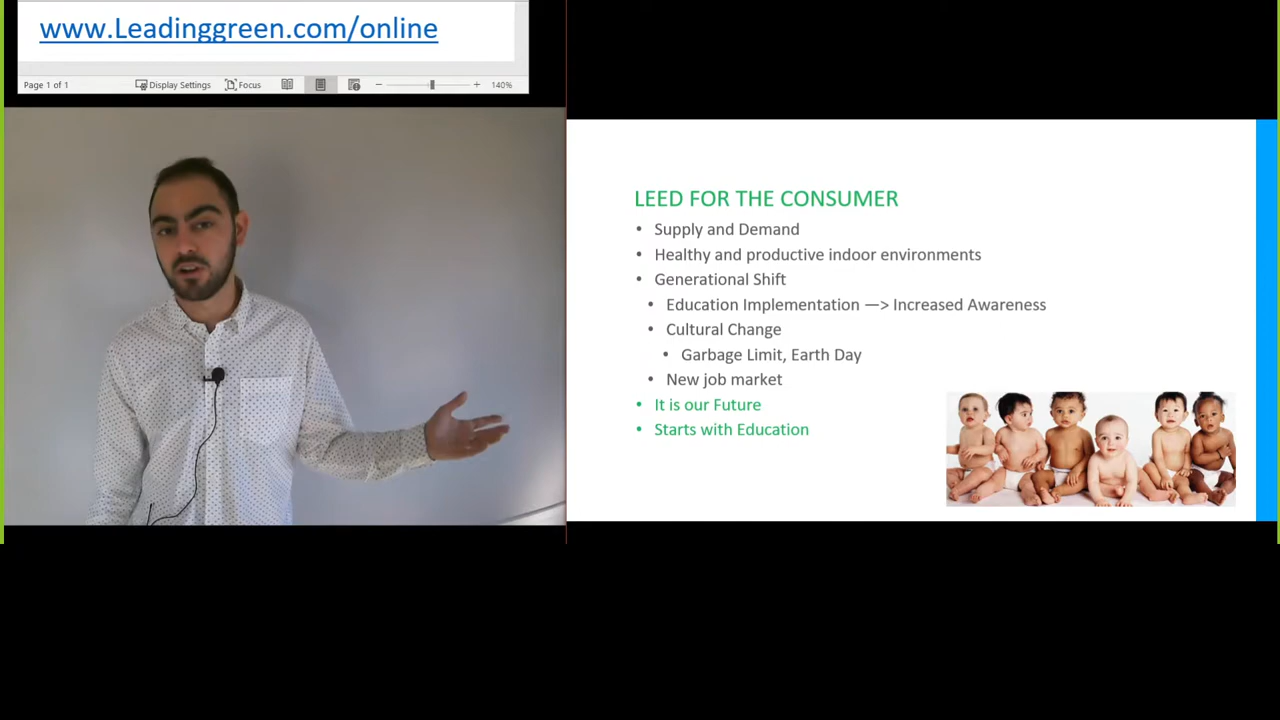 www.Leadinggreen.com/online
Page 1 of 1 Display Settings Focus 140%
LEED FOR THE CONSUMER
• Supply and Demand
• Healthy and productive indoor environments
• Generational Shift
• Education Implementation —> Increased Awareness
• Cultural Change
• Garbage Limit, Earth Day
• New job market
• It is our Future
• Starts with Education